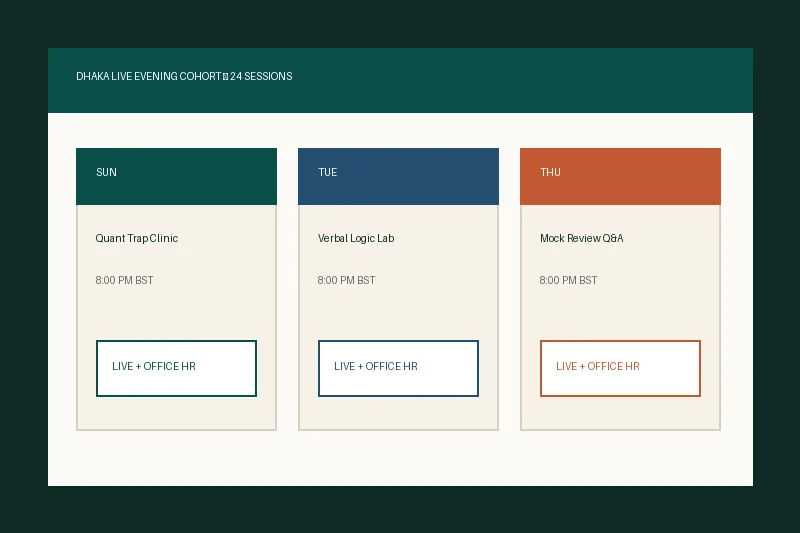 DHAKA LIVE EVENING COHORT 24 SESSIONS
SUN
Quant Trap Clinic
8:00 PM BST
LIVE + OFFICE HR
TUE
Verbal Logic Lab
8:00 PM BST
LIVE + OFFICE HR
THU
Mock Review Q&A
8:00 PM BST
LIVE + OFFICE HR